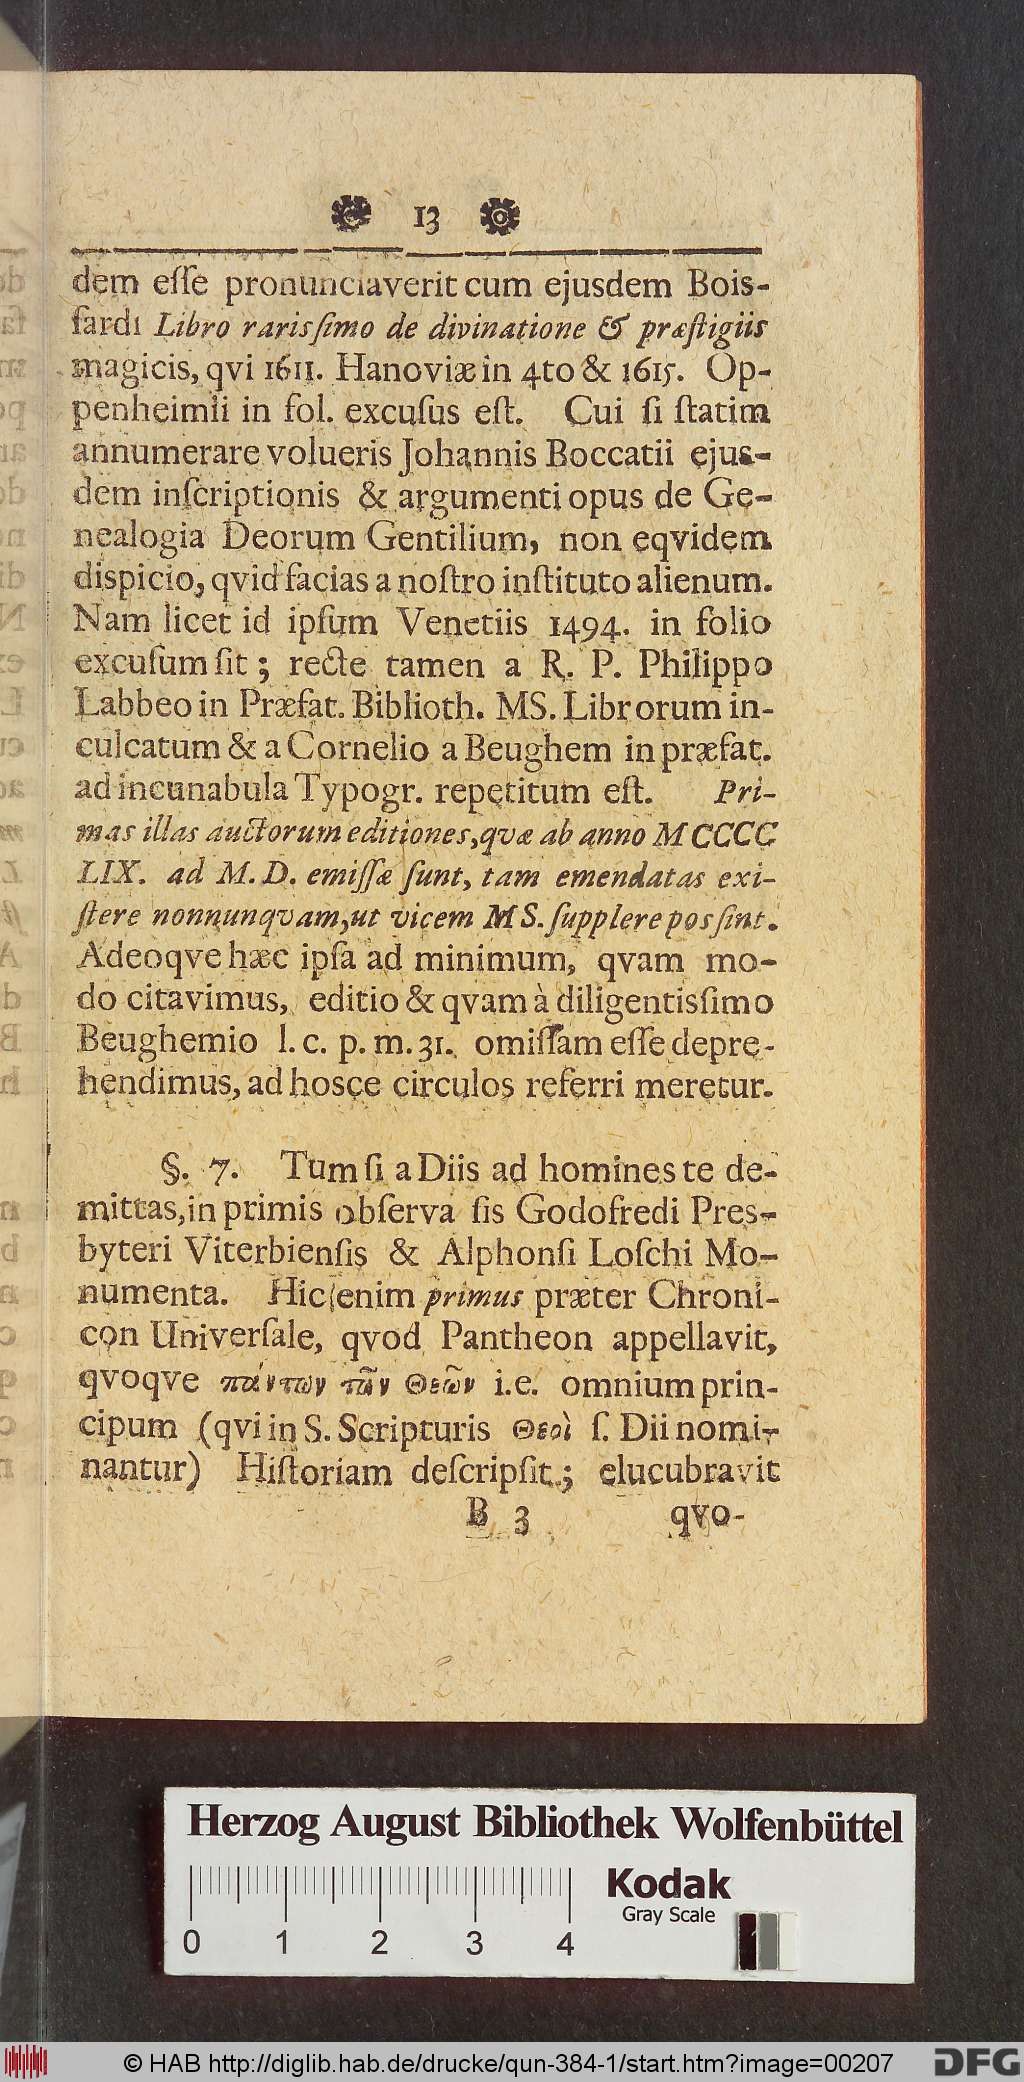 13
dem eſſe pronunciaverit cum ejusdem Bois-
ſardi Libro rariſſimo de divinatione & præſtigiis
magicis, qvi 1611. Hanoviæ in 4to & 1615. Op-
penheimii in fol. excuſus eſt. Cui ſi ſtatim
annumerare volueris Johannis Boccatii ejus-
dem inſcriptionis & argumenti opus de Ge-
nealogia Deorum Gentilium, non eqvidem
dispicio, qvid facias a noſtro inſtituto alienum.
Nam licet id ipſum Venetiis 1494. in folio
excuſum ſit; recte tamen a R. P. Philippo
Labbeo in Præfat. Biblioth. MS. Librorum in-
culcatum & a Cornelio a Beughem in præfat.
ad incunabula Typogr. repetitum eſt. Pri-
mas illas auctorum editiones, qvæ ab anno MCCCC
LIX. ad M. D. emiſſæ ſunt, tam emendatas exi-
ſtere nonnunqvam, ut vicem MS. ſupplere poſſint.
Adeoqve hæc ipſa ad minimum, qvam mo-
do citavimus, editio & qvam à diligentisſimo
Beughemio l. c. p. m. 31. omiſſam eſſe depre-
hendimus, ad hosce circulos referri meretur.
§. 7. Tum ſi a Diis ad homines te de-
mittas, in primis obſerva ſis Godofredi Pres-
byteri Viterbienſis & Alphonſi Loſchi Mo-
numenta. Hic enim primus præter Chroni-
con Univerſale, qvod Pantheon appellavit,
qvoqve πάντων τῶν Θεῶν i.e. omnium prin-
cipum (qvi in S. Scripturis Θεοὶ ſ. Dii nomi-
nantur) Hiſtoriam deſcripſit; elucubravit
B 3 qvo-
Herzog August Bibliothek Wolfenbüttel
Kodak
Gray Scale
0 1 2 3 4
© HAB http://diglib.hab.de/drucke/qun-384-1/start.htm?image=00207
DFG